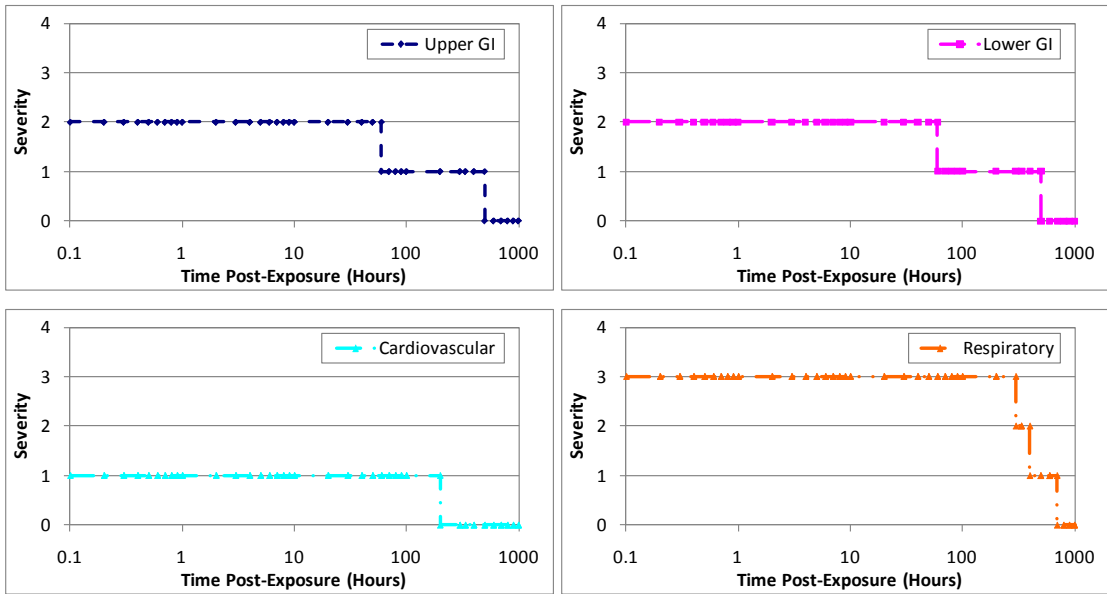 4
3
2
1
0
Severity
Upper GI
0.1 1 10 100 1000
Time Post-Exposure (Hours)
4
3
2
1
0
Severity
Lower GI
0.1 1 10 100 1000
Time Post-Exposure (Hours)
4
3
2
1
0
Severity
Cardiovascular
0.1 1 10 100 1000
Time Post-Exposure (Hours)
4
3
2
1
0
Severity
Respiratory
0.1 1 10 100 1000
Time Post-Exposure (Hours)